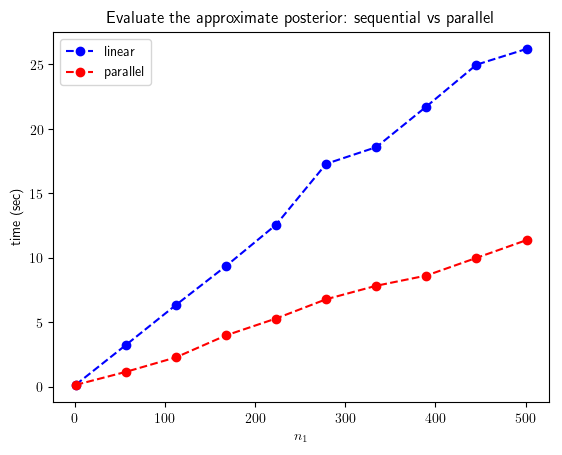 Evaluate the approximate posterior: sequential vs parallel
linear
parallel
25
20
15
10
5
0
time (sec)
0 100 200 300 400 500
n₁